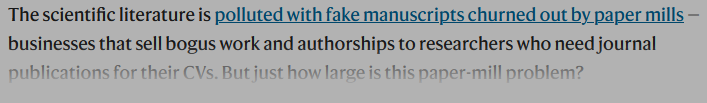 The scientific literature is polluted with fake manuscripts churned out by paper mills –
businesses that sell bogus work and authorships to researchers who need journal
publications for their CVs. But just how large is this paper-mill problem?